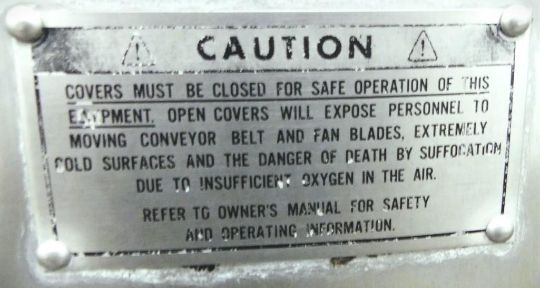 CAUTION
COVERS MUST BE CLOSED FOR SAFE OPERATION OF THIS
EQUIPMENT. OPEN COVERS WILL EXPOSE PERSONNEL TO
MOVING CONVEYOR BELT AND FAN BLADES, EXTREMELY
COLD SURFACES AND THE DANGER OF DEATH BY SUFFOCATION
DUE TO INSUFFICIENT OXYGEN IN THE AIR.
REFER TO OWNER'S MANUAL FOR SAFETY
AND OPERATING INFORMATION.